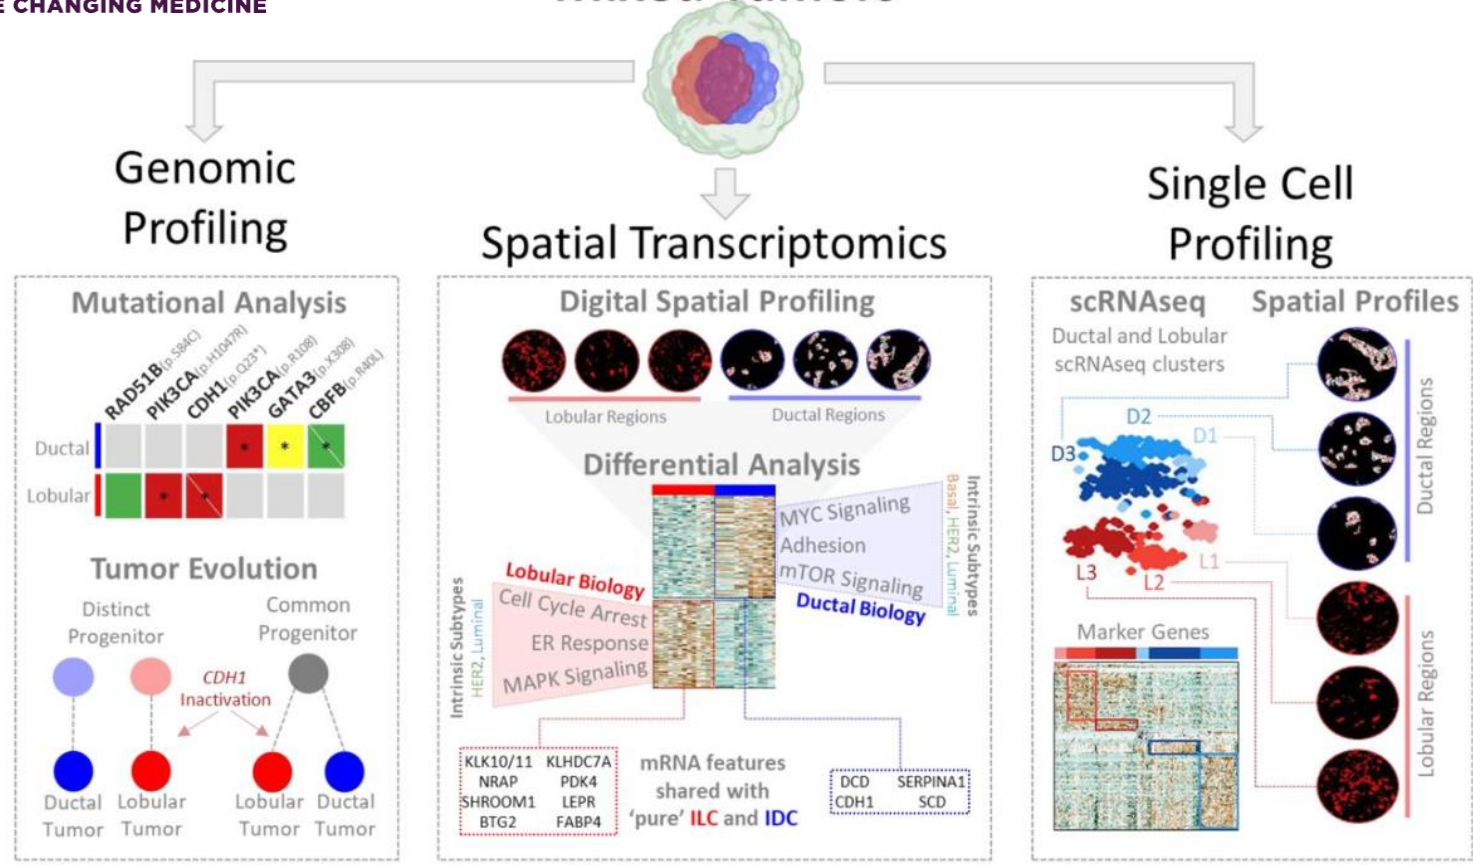 E CHANGING MEDICINE
Genomic
Profiling
Mutational Analysis
RAD51B(p.S84C)
PIK3CA(p.H1047R)
CDH1(p.Q23*)
PIK3CA(p.R108)
GATA3(p.X308)
CBFB(p.R40L)
Ductal
* * *
Lobular
* *
Tumor Evolution
Distinct
Progenitor
Common
Progenitor
CDH1
Inactivation
Ductal
Tumor
Lobular
Tumor
Lobular
Tumor
Ductal
Tumor
Spatial Transcriptomics
Digital Spatial Profiling
Lobular Regions
Ductal Regions
Differential Analysis
MYC Signaling
Adhesion
mTOR Signaling
Ductal Biology
Intrinsic Subtypes
Basal, HER2, Luminal
Lobular Biology
Cell Cycle Arrest
ER Response
MAPK Signaling
Intrinsic Subtypes
HER2, Luminal
KLK10/11 KLHDC7A
NRAP PDK4
SHROOM1 LEPR
BTG2 FABP4
mRNA features
shared with
'pure' ILC and IDC
DCD SERPINA1
CDH1 SCD
Single Cell
Profiling
scRNAseq
Ductal and Lobular
scRNAseq clusters
Spatial Profiles
D2
D1
D3
L1
L3
L2
Marker Genes
Ductal Regions
Lobular Regions